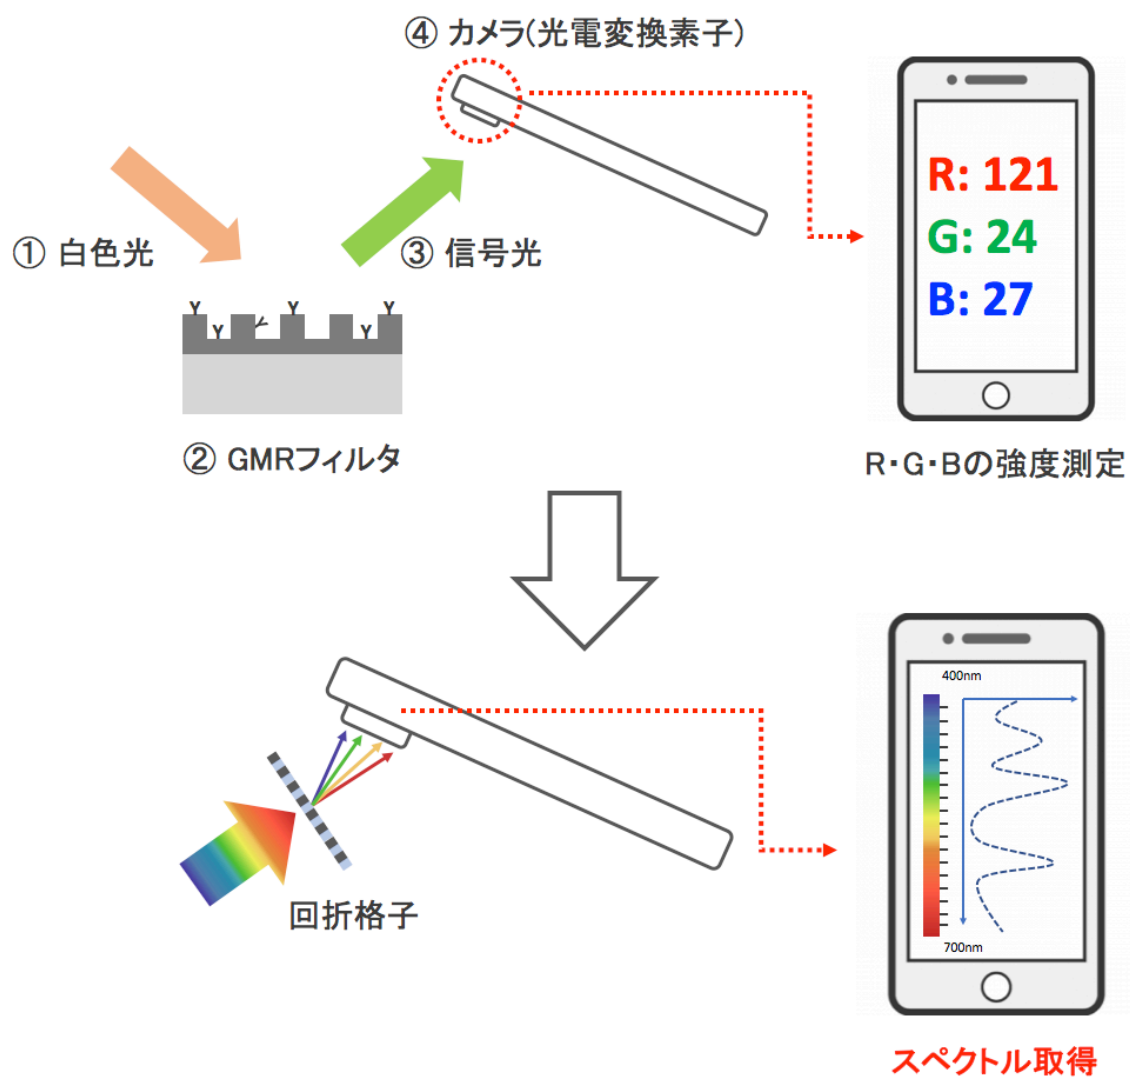 ④ カメラ(光電変換素子)
① 白色光
③ 信号光
R: 121
G: 24
B: 27
② GMRフィルタ
R・G・Bの強度測定
400nm
700nm
回折格子
スペクトル取得